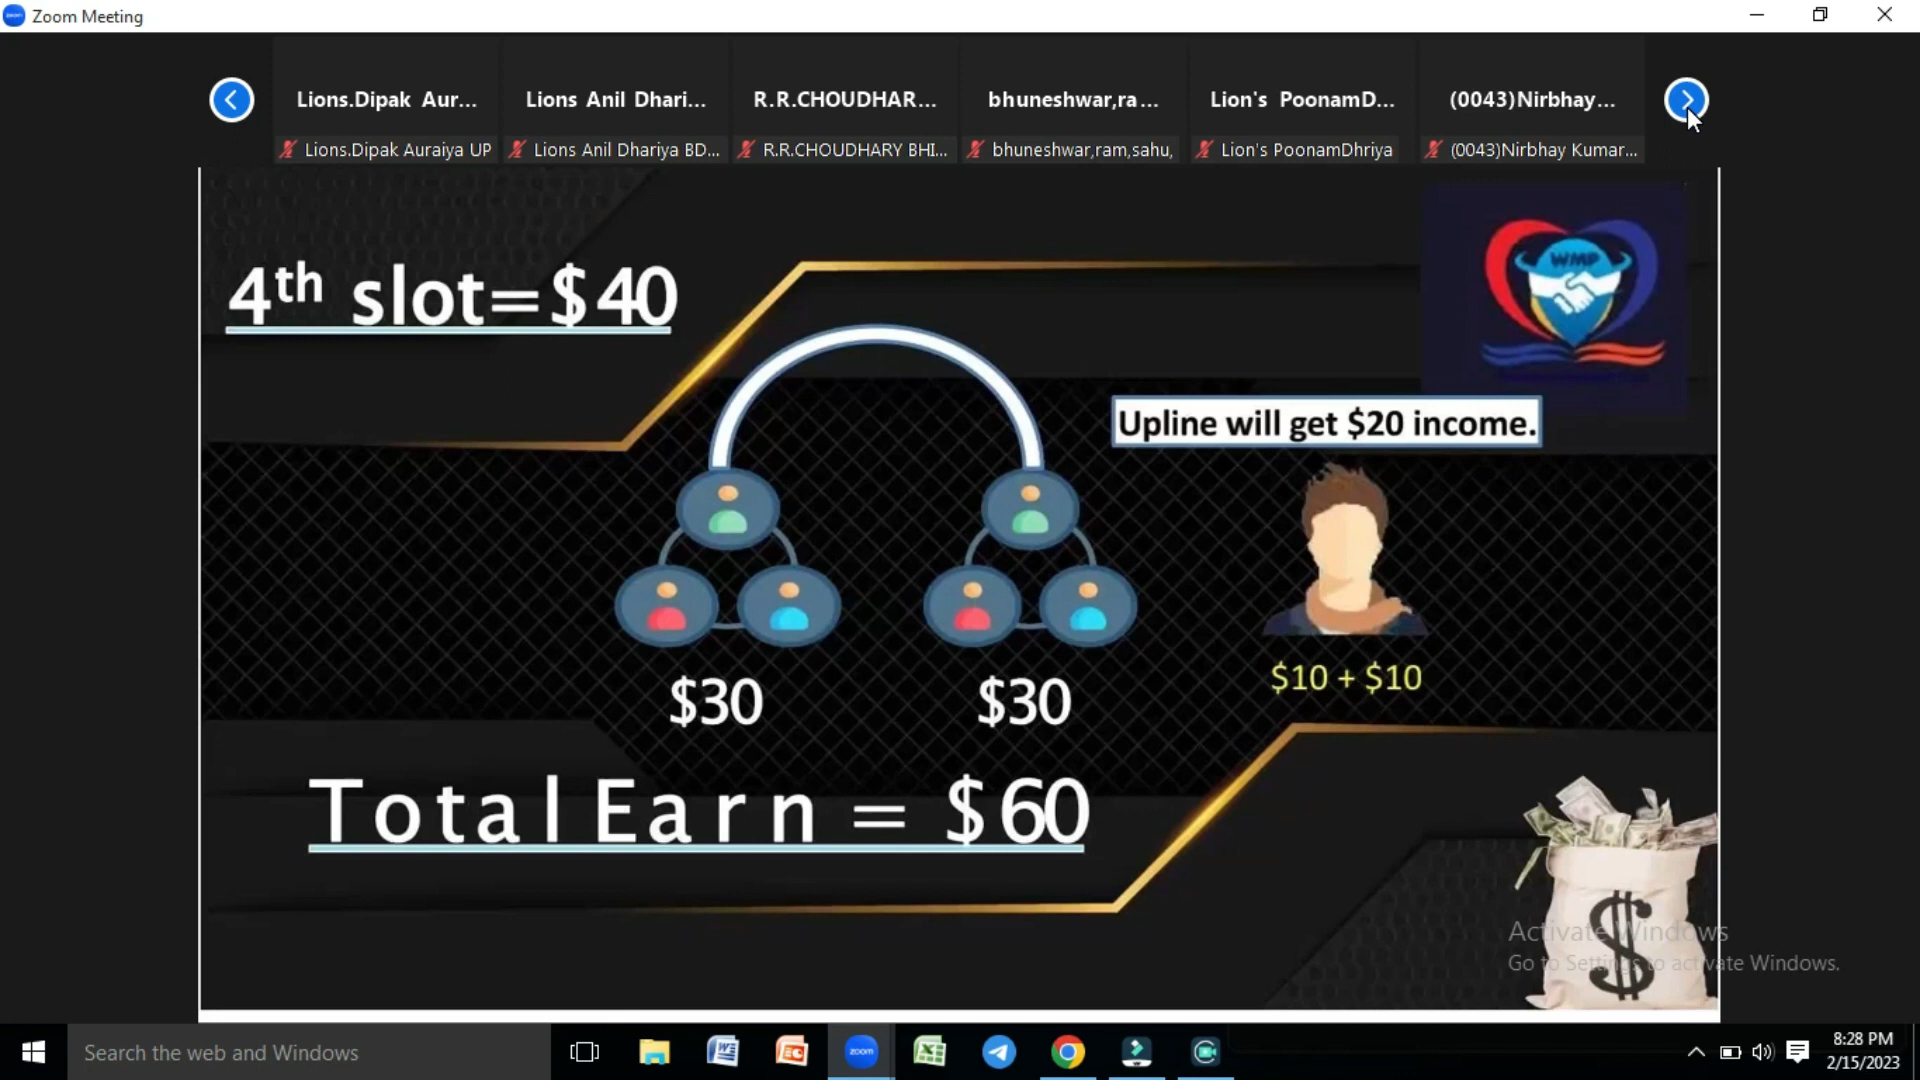 Zoom Meeting
Lions.Dipak Aur...
Lions Anil Dhari...
R.R.CHOUDHAR...
bhuneshwar,ra...
Lion's PoonamD...
(0043)Nirbhay...
Lions.Dipak Auraiya UP
Lions Anil Dhariya BD...
R.R.CHOUDHARY BHI...
bhuneshwar,ram,sahu,
Lion's PoonamDhriya
(0043)Nirbhay Kumar...
4th slot=$40
WMP
Upline will get $20 income.
$30
$30
$10 + $10
Total Earn = $60
$
Activate Windows
Go to Settings to activate Windows.
Search the web and Windows
zoom
8:28 PM
2/15/2023